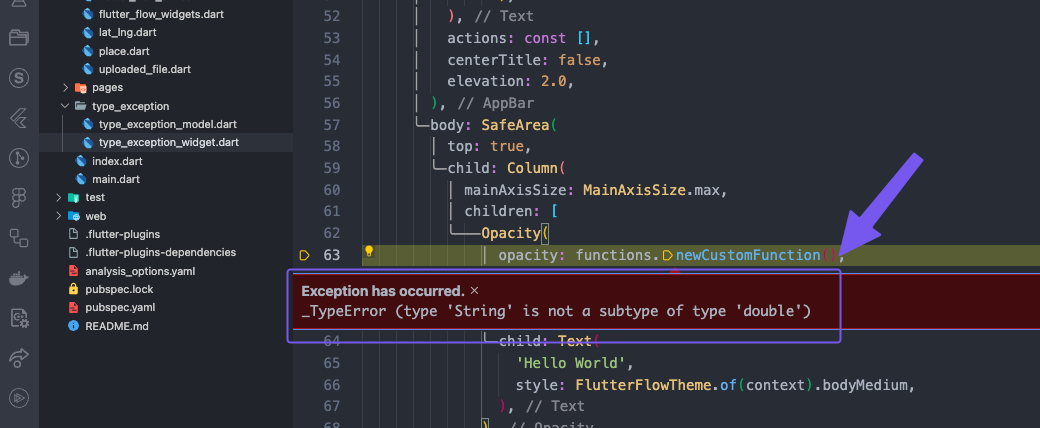 flutter_flow_widgets.dart
lat_lng.dart
place.dart
uploaded_file.dart
pages
type_exception
type_exception_model.dart
type_exception_widget.dart
index.dart
main.dart
test
web
.flutter-plugins
.flutter-plugins-dependencies
analysis_options.yaml
pubspec.lock
pubspec.yaml
README.md
52 ), // Text
53 actions: const [],
54 centerTitle: false,
55 elevation: 2.0,
56 ), // AppBar
57 body: SafeArea(
58 top: true,
59 child: Column(
60 mainAxisSize: MainAxisSize.max,
61 children: [
62 Opacity(
63 opacity: functions.newCustomFunction(),
Exception has occurred. ×
_TypeError (type 'String' is not a subtype of type 'double')
64 child: Text(
65 'Hello World',
66 style: FlutterFlowTheme.of(context).bodyMedium,
67 ), // Text
68 ), // Opacity